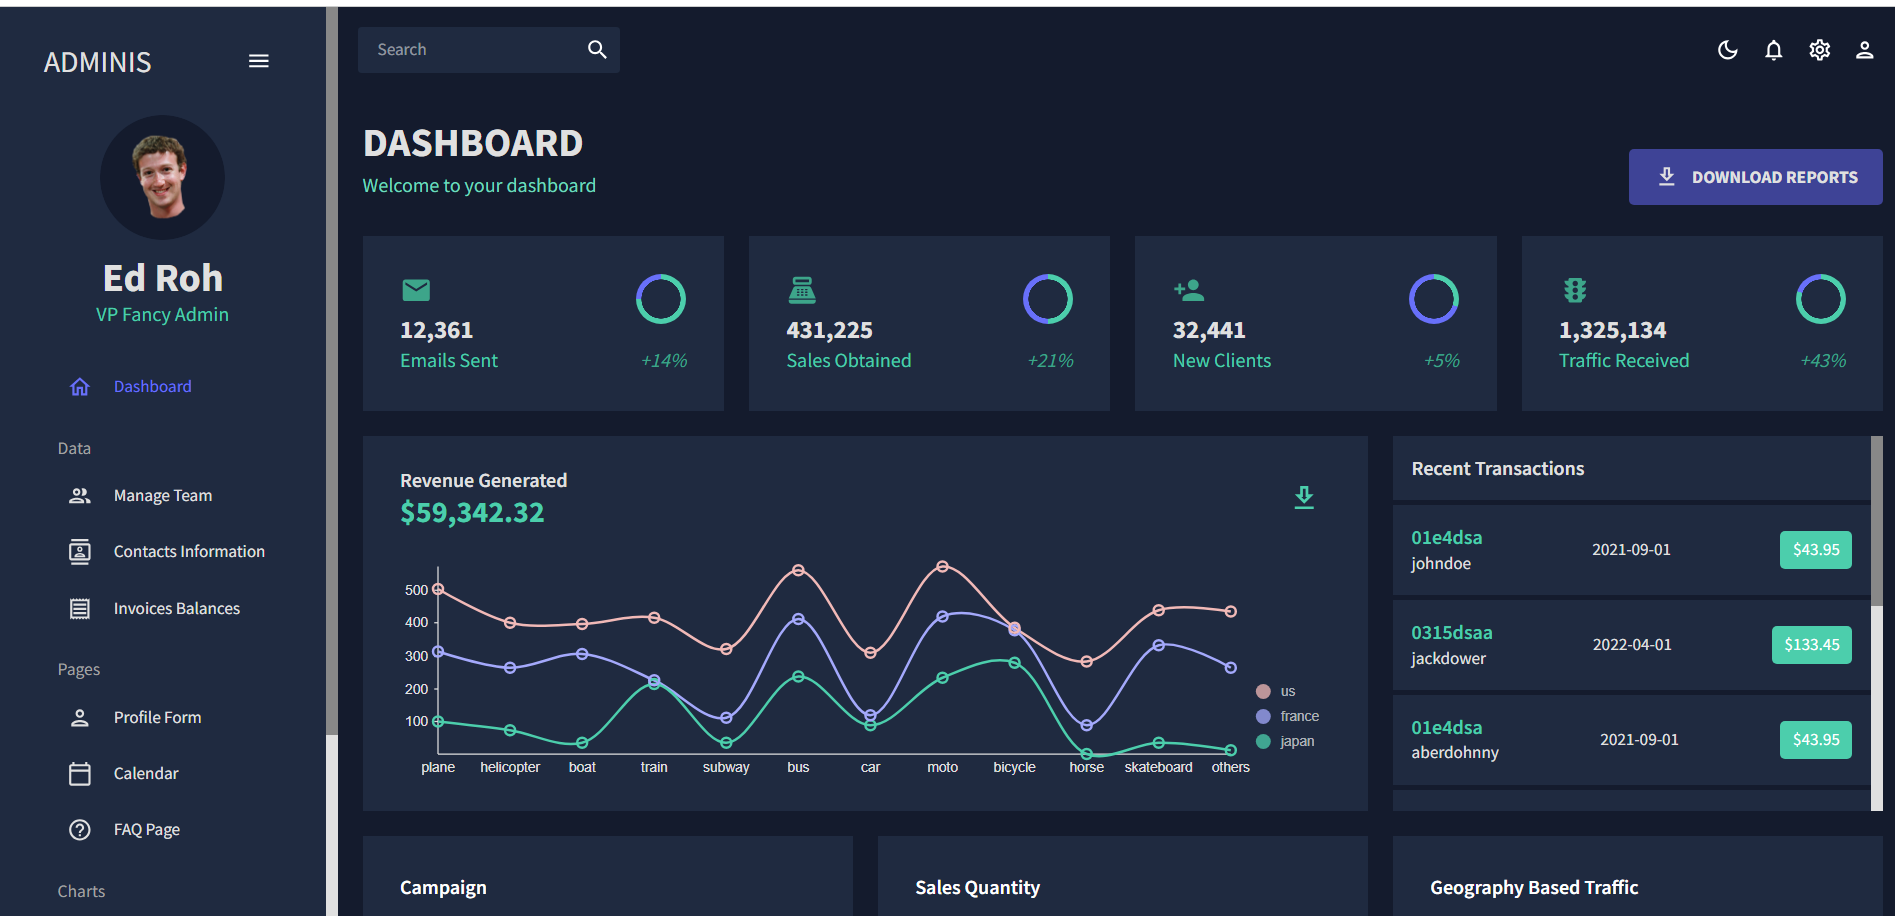 ADMINIS
Search
Ed Roh
VP Fancy Admin
Dashboard
Data
Manage Team
Contacts Information
Invoices Balances
Pages
Profile Form
Calendar
FAQ Page
Charts
DASHBOARD
Welcome to your dashboard
DOWNLOAD REPORTS
12,361
Emails Sent
+14%
431,225
Sales Obtained
+21%
32,441
New Clients
+5%
1,325,134
Traffic Received
+43%
Revenue Generated
$59,342.32
500
400
300
200
100
plane helicopter boat train subway bus car moto bicycle horse skateboard others
us
france
japan
Recent Transactions
01e4dsa
johndoe
2021-09-01
$43.95
0315dsaa
jackdower
2022-04-01
$133.45
01e4dsa
aberdohnny
2021-09-01
$43.95
Campaign
Sales Quantity
Geography Based Traffic